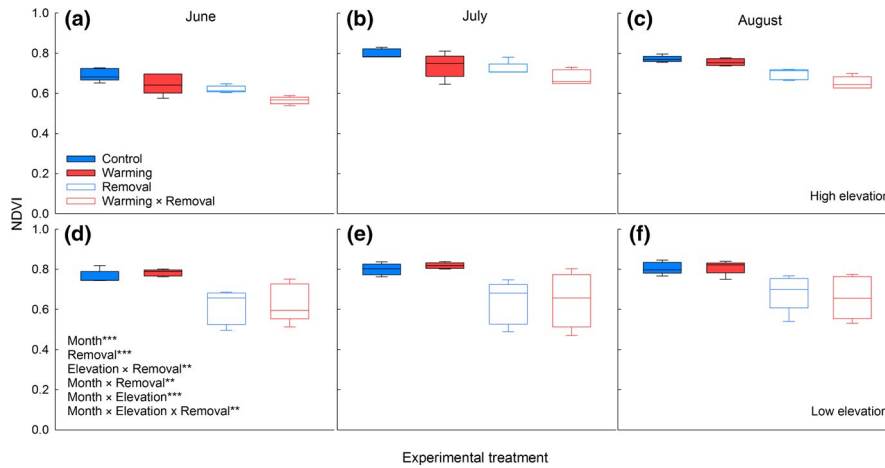 (a) June
(b) July
(c) August
1.0
0.8
0.6
0.4
0.2
0.0
Control
Warming
Removal
Warming × Removal
High elevation
NDVI
(d)
(e)
(f)
1.0
0.8
0.6
0.4
0.2
0.0
Month***
Removal***
Elevation × Removal**
Month × Removal**
Month × Elevation***
Month × Elevation x Removal**
Low elevation
Experimental treatment